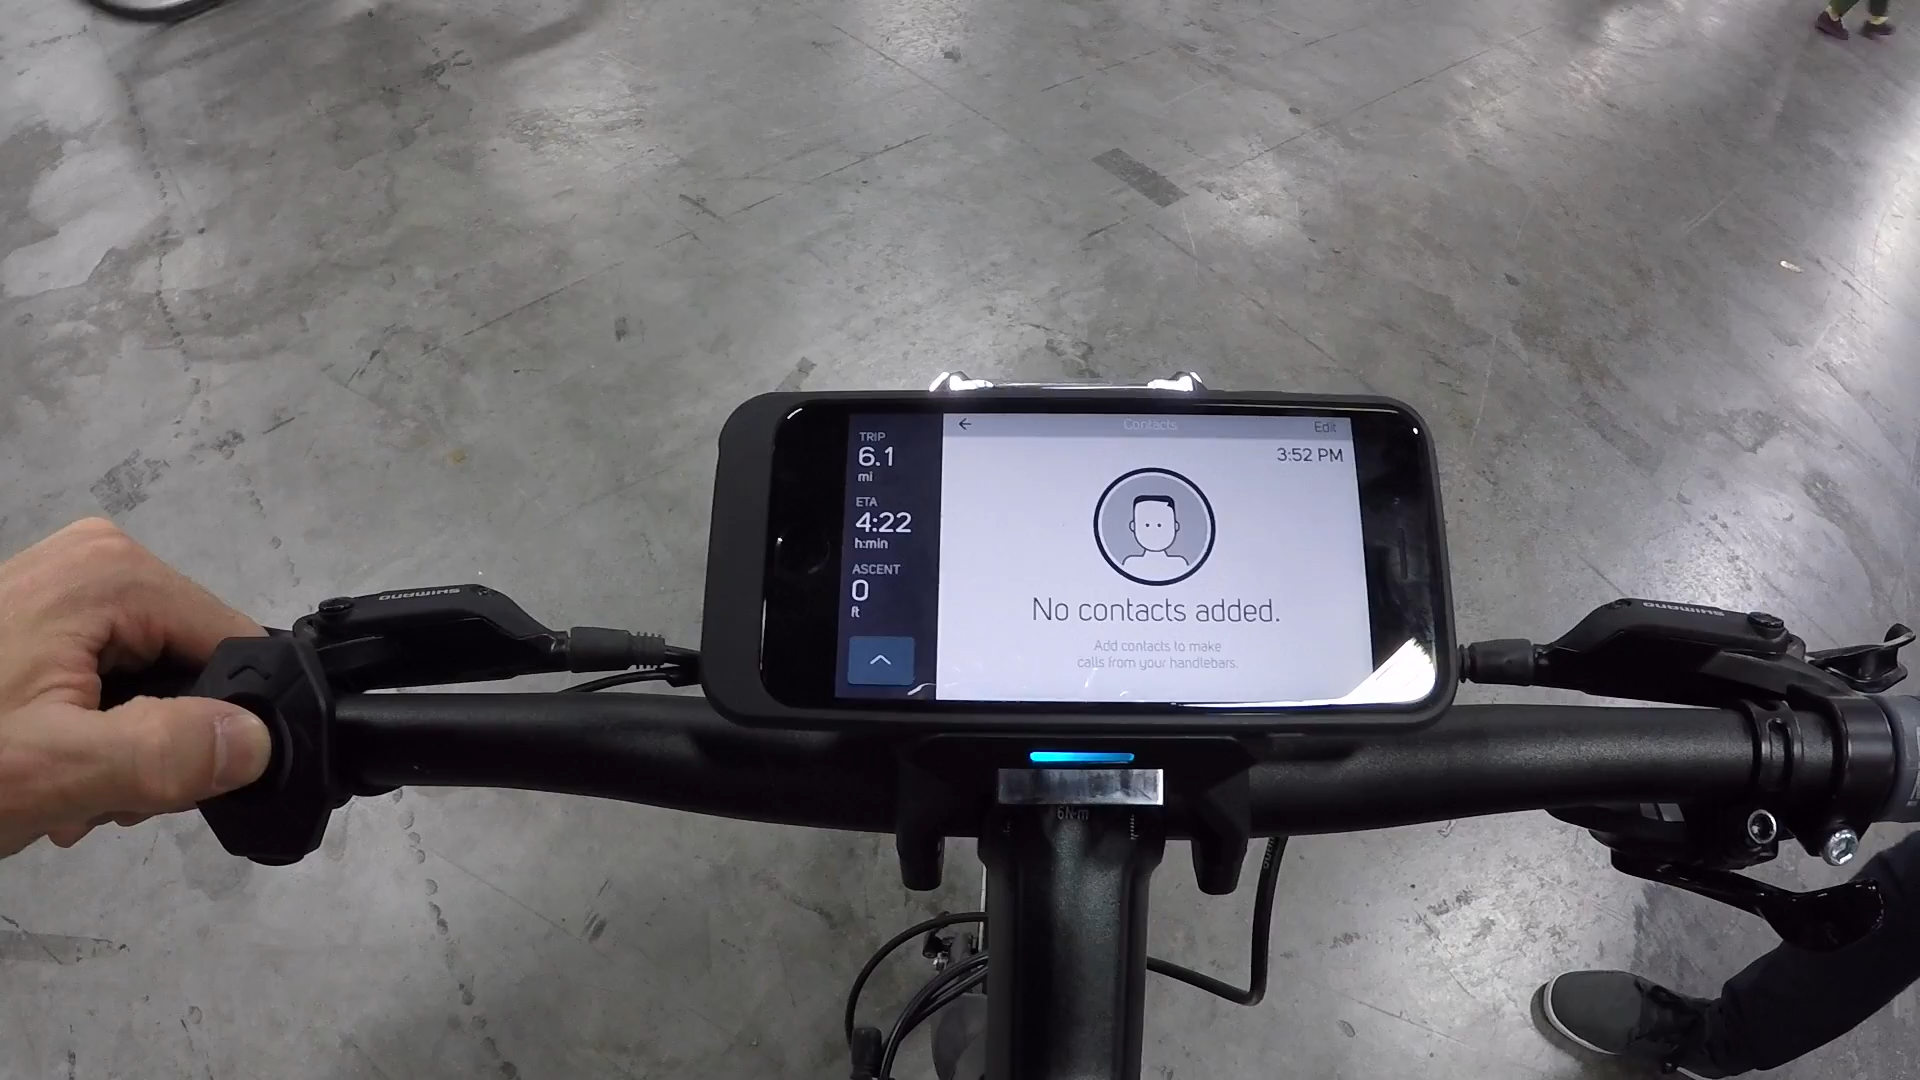 TRIP
6.1
mi
ETA
4:22
h:min
ASCENT
0
ft
Contacts
Edit
3:52 PM
No contacts added.
Add contacts to make
calls from your handlebars.
SHIMANO
SHIMANO
6N·m